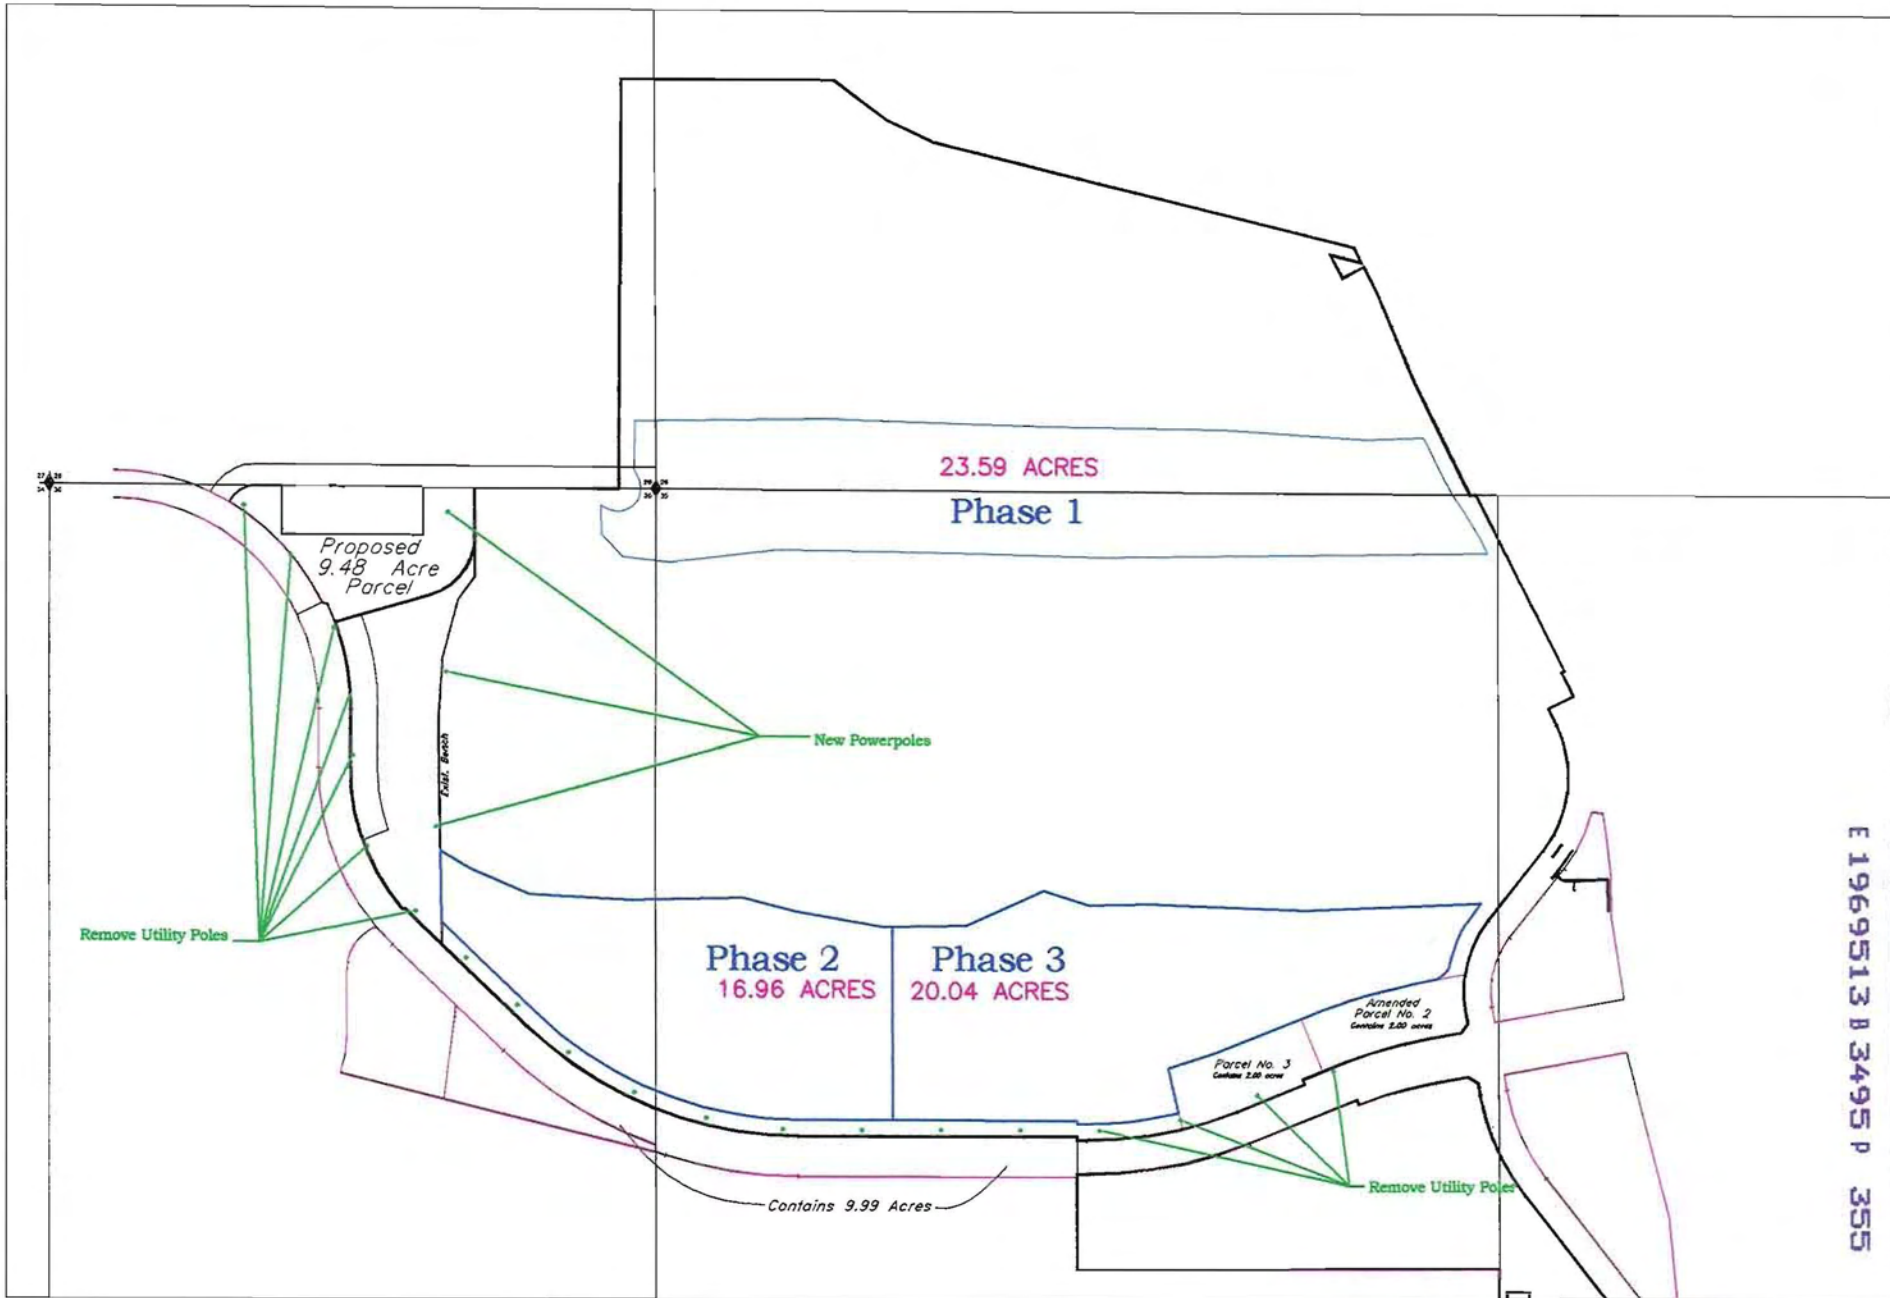 23.59 ACRES
Phase 1
Proposed
9.48 Acre
Parcel
New Powerpoles
Exist. Bench
Remove Utility Poles
Phase 2
16.96 ACRES
Phase 3
20.04 ACRES
Amended
Parcel No. 2
Contains 2.00 acres
Parcel No. 3
Contains 2.00 acres
Remove Utility Poles
Contains 9.99 Acres
E 1969513 B 3495 P 355